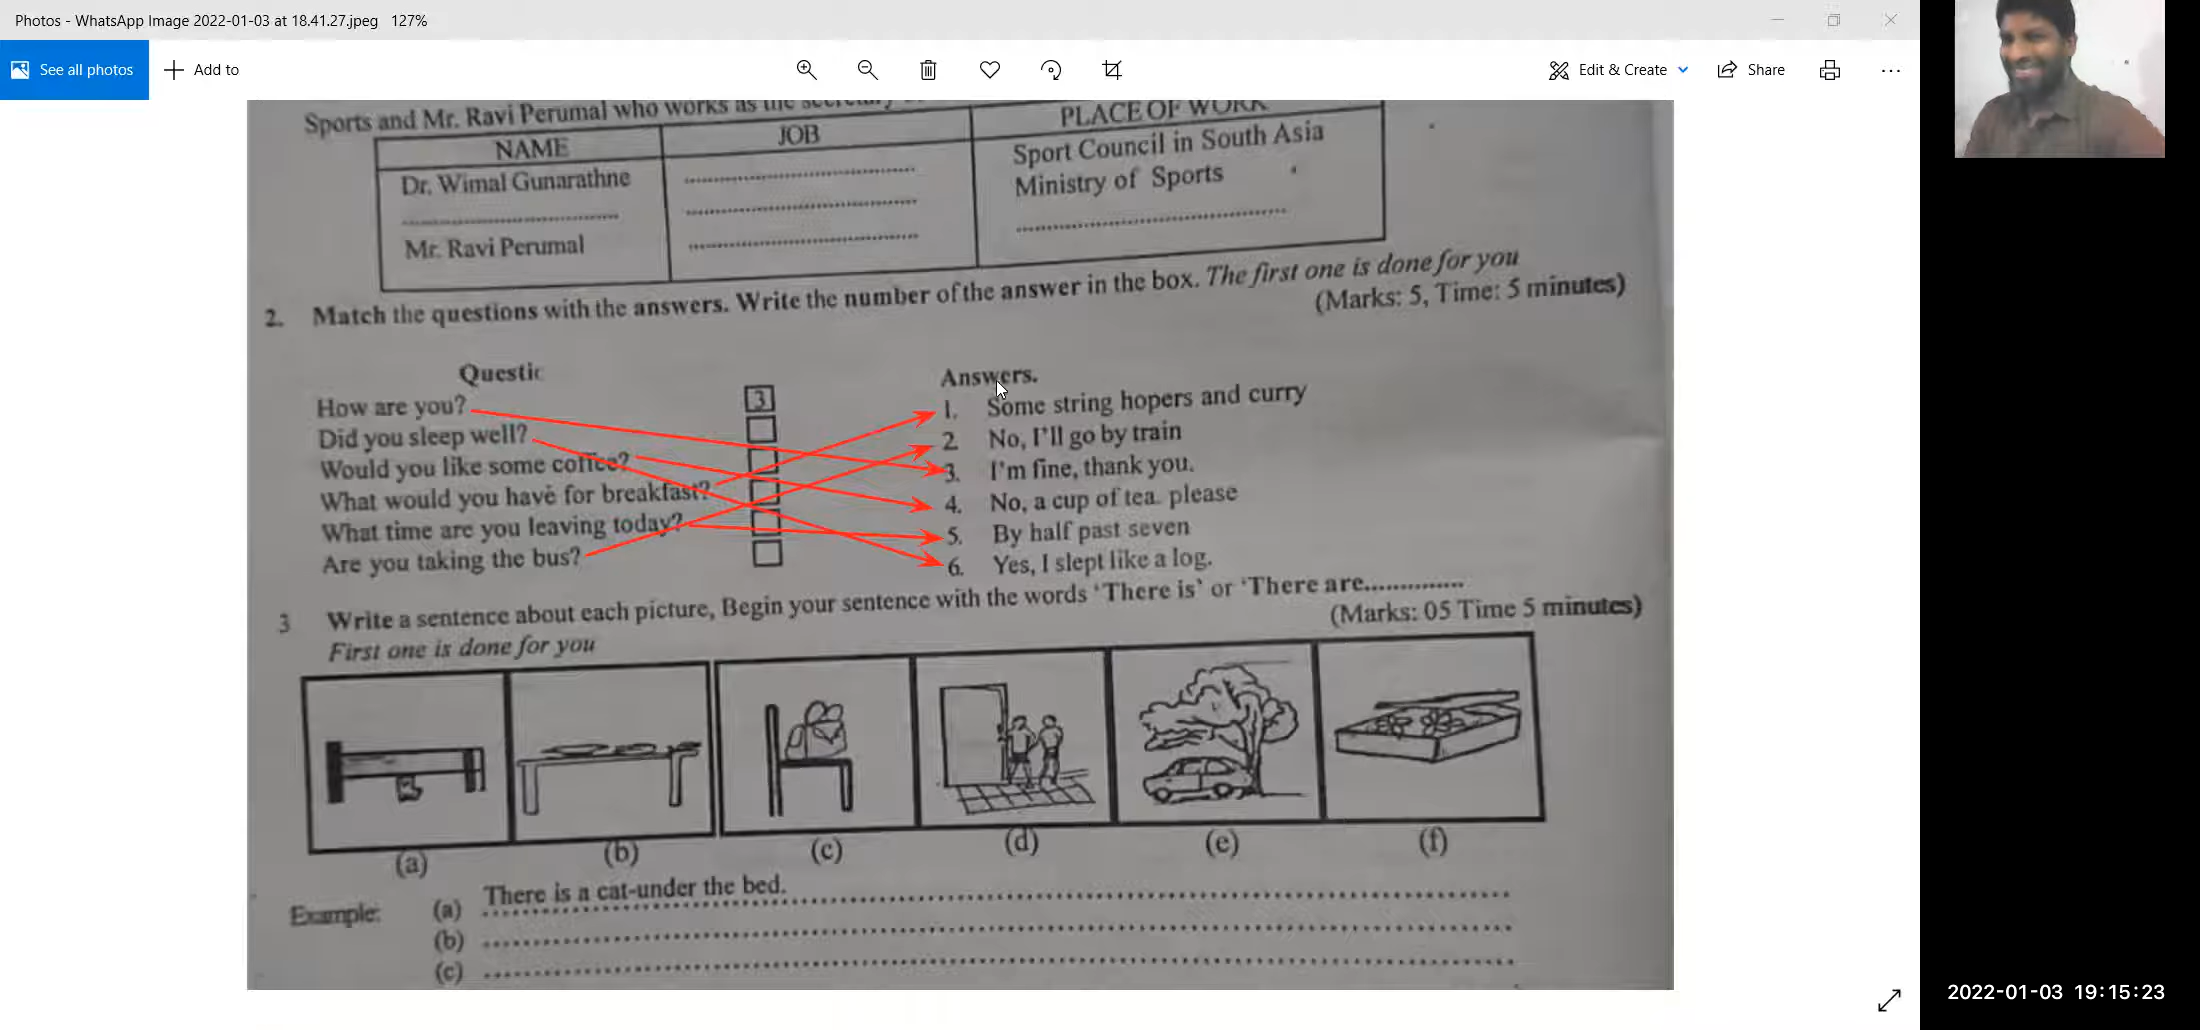 Photos - WhatsApp Image 2022-01-03 at 18.41.27.jpeg 127%
See all photos
Add to
Edit & Create
Share
Sports and Mr. Ravi Perumal who works as the secretary
NAME JOB PLACE OF WORK
Dr. Wimal Gunarathne .......... Sport Council in South Asia
.......... .......... Ministry of Sports
Mr. Ravi Perumal .......... ..........
2. Match the questions with the answers. Write the number of the answer in the box. The first one is done for you
(Marks: 5, Time: 5 minutes)
Questic Answers.
How are you? 3 1. Some string hopers and curry
Did you sleep well? 2. No, I'll go by train
Would you like some coffee? 3. I'm fine, thank you.
What would you have for breakfast? 4. No, a cup of tea. please
What time are you leaving today? 5. By half past seven
Are you taking the bus? 6. Yes, I slept like a log.
3 Write a sentence about each picture, Begin your sentence with the words ‘There is’ or ‘There are..............
(Marks: 05 Time 5 minutes)
First one is done for you
(a) (b) (c) (d) (e) (f)
Example: (a) There is a cat-under the bed.
(b) ..........
(c) ..........
2022-01-03 19:15:23